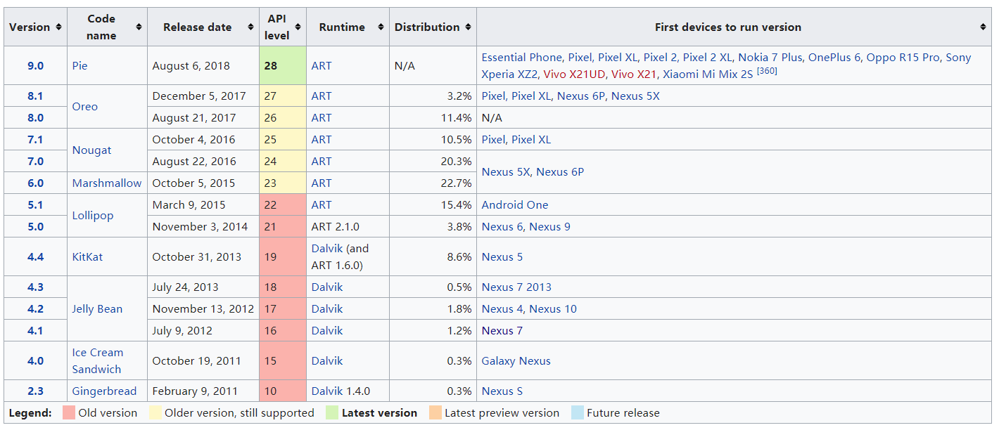 Version Code name Release date API level Runtime Distribution First devices to run version
9.0 Pie August 6, 2018 28 ART N/A Essential Phone, Pixel, Pixel XL, Pixel 2, Pixel 2 XL, Nokia 7 Plus, OnePlus 6, Oppo R15 Pro, Sony
Xperia XZ2, Vivo X21UD, Vivo X21, Xiaomi Mi Mix 2S [360]
8.1 Oreo December 5, 2017 27 ART 3.2% Pixel, Pixel XL, Nexus 6P, Nexus 5X
8.0 August 21, 2017 26 ART 11.4% N/A
7.1 Nougat October 4, 2016 25 ART 10.5% Pixel, Pixel XL
7.0 August 22, 2016 24 ART 20.3% Nexus 5X, Nexus 6P
6.0 Marshmallow October 5, 2015 23 ART 22.7%
5.1 Lollipop March 9, 2015 22 ART 15.4% Android One
5.0 November 3, 2014 21 ART 2.1.0 3.8% Nexus 6, Nexus 9
4.4 KitKat October 31, 2013 19 Dalvik (and ART 1.6.0) 8.6% Nexus 5
4.3 Jelly Bean July 24, 2013 18 Dalvik 0.5% Nexus 7 2013
4.2 November 13, 2012 17 Dalvik 1.8% Nexus 4, Nexus 10
4.1 July 9, 2012 16 Dalvik 1.2% Nexus 7
4.0 Ice Cream Sandwich October 19, 2011 15 Dalvik 0.3% Galaxy Nexus
2.3 Gingerbread February 9, 2011 10 Dalvik 1.4.0 0.3% Nexus S
Legend: Old version Older version, still supported Latest version Latest preview version Future release